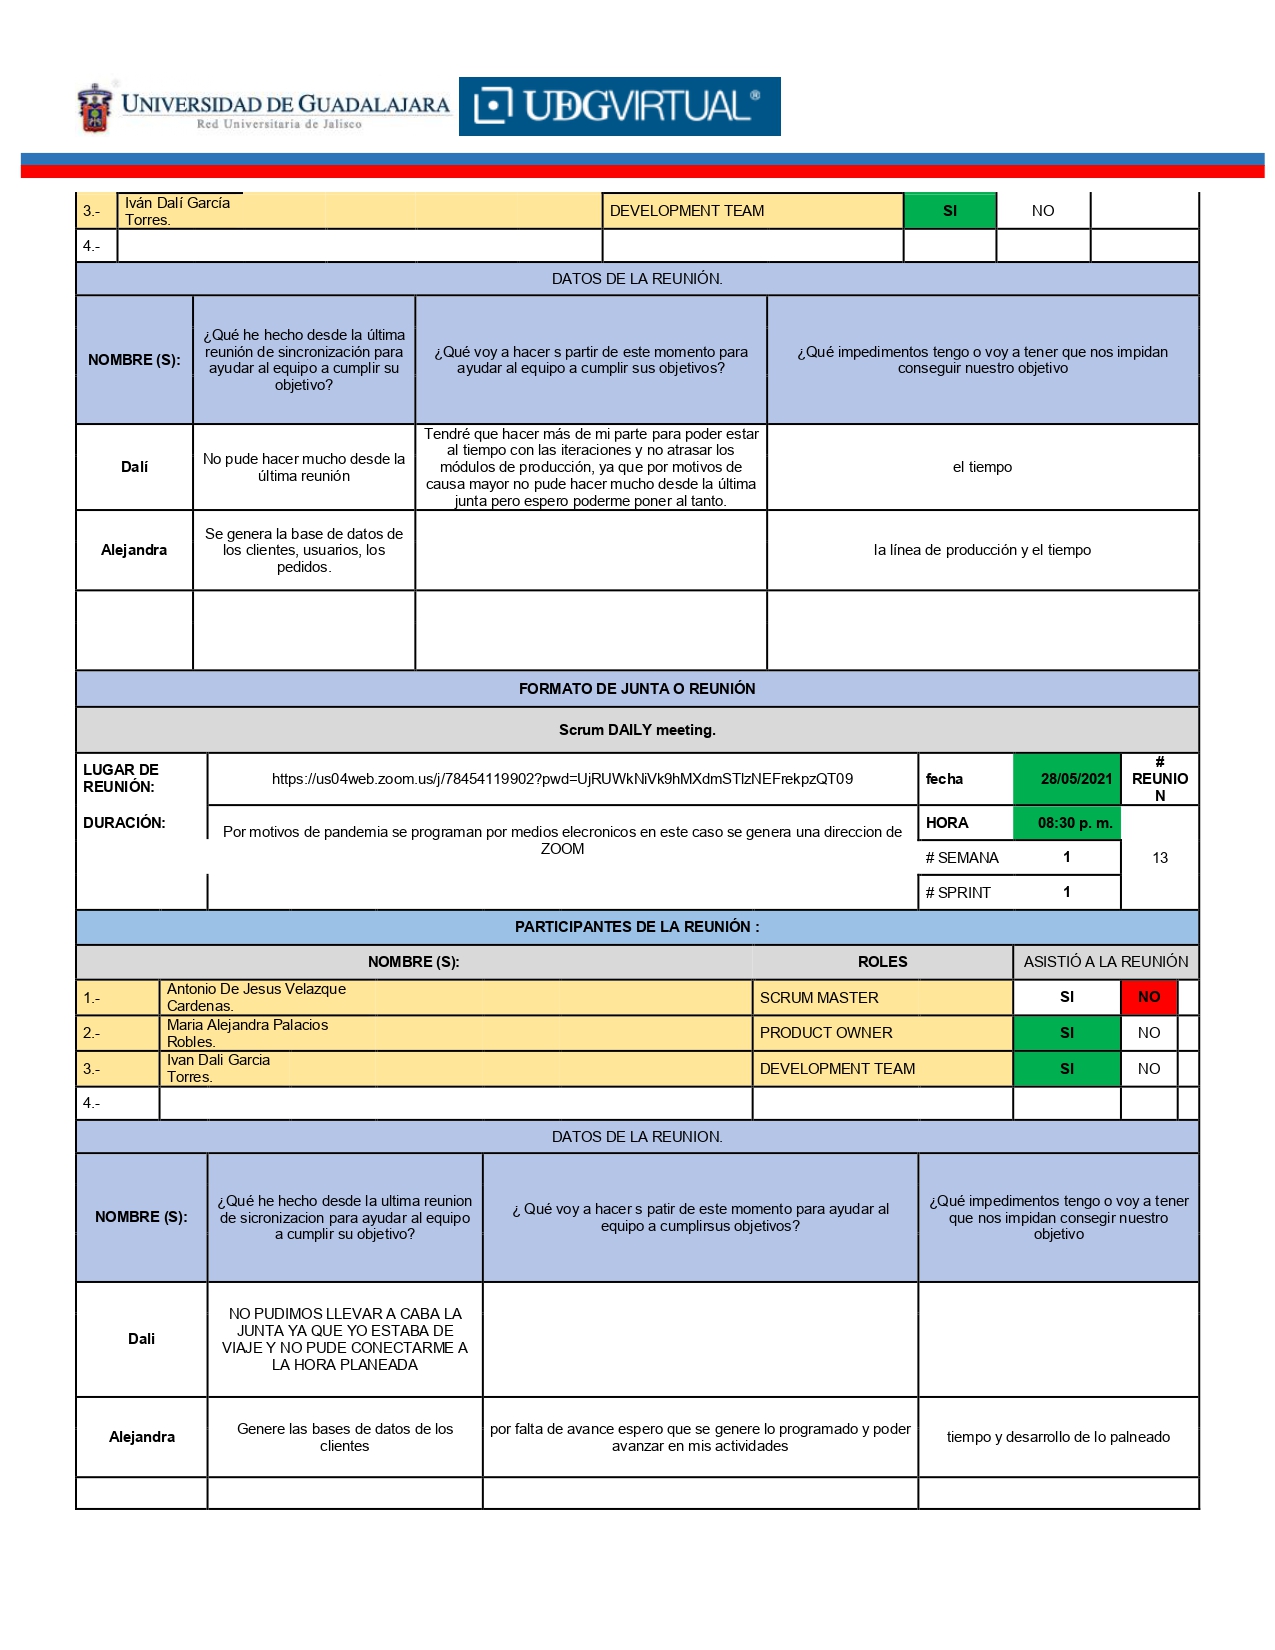 UNIVERSIDAD DE GUADALAJARA
Red Universitaria de Jalisco
UDGVIRTUAL®
3.-
Iván Dalí García
Torres.
DEVELOPMENT TEAM
SI
NO
4.-
DATOS DE LA REUNIÓN.
NOMBRE (S):
¿Qué he hecho desde la última
reunión de sincronización para
ayudar al equipo a cumplir su
objetivo?
¿Qué voy a hacer s partir de este momento para
ayudar al equipo a cumplir sus objetivos?
¿Qué impedimentos tengo o voy a tener que nos impidan
conseguir nuestro objetivo
Dalí
No pude hacer mucho desde la
última reunión
Tendré que hacer más de mi parte para poder estar
al tiempo con las iteraciones y no atrasar los
módulos de producción, ya que por motivos de
causa mayor no pude hacer mucho desde la última
junta pero espero poderme poner al tanto.
el tiempo
Alejandra
Se genera la base de datos de
los clientes, usuarios, los
pedidos.
la línea de producción y el tiempo
FORMATO DE JUNTA O REUNIÓN
Scrum DAILY meeting.
LUGAR DE
REUNIÓN:
https://us04web.zoom.us/j/78454119902?pwd=UjRUWkNiVk9hMXdmSTlzNEFrekpzQT09
fecha
28/05/2021
#
REUNIO
N
DURACIÓN:
Por motivos de pandemia se programan por medios elecronicos en este caso se genera una direccion de
ZOOM
HORA
08:30 p. m.
# SEMANA
1
13
# SPRINT
1
PARTICIPANTES DE LA REUNIÓN :
NOMBRE (S):
ROLES
ASISTIÓ A LA REUNIÓN
1.-
Antonio De Jesus Velazque
Cardenas.
SCRUM MASTER
SI
NO
2.-
Maria Alejandra Palacios
Robles.
PRODUCT OWNER
SI
NO
3.-
Ivan Dali Garcia
Torres.
DEVELOPMENT TEAM
SI
NO
4.-
DATOS DE LA REUNION.
NOMBRE (S):
¿Qué he hecho desde la ultima reunion
de sicronizacion para ayudar al equipo
a cumplir su objetivo?
¿ Qué voy a hacer s patir de este momento para ayudar al
equipo a cumplirsus objetivos?
¿Qué impedimentos tengo o voy a tener
que nos impidan consegir nuestro
objetivo
Dali
NO PUDIMOS LLEVAR A CABA LA
JUNTA YA QUE YO ESTABA DE
VIAJE Y NO PUDE CONECTARME A
LA HORA PLANEADA
Alejandra
Genere las bases de datos de los
clientes
por falta de avance espero que se genere lo programado y poder
avanzar en mis actividades
tiempo y desarrollo de lo palneado